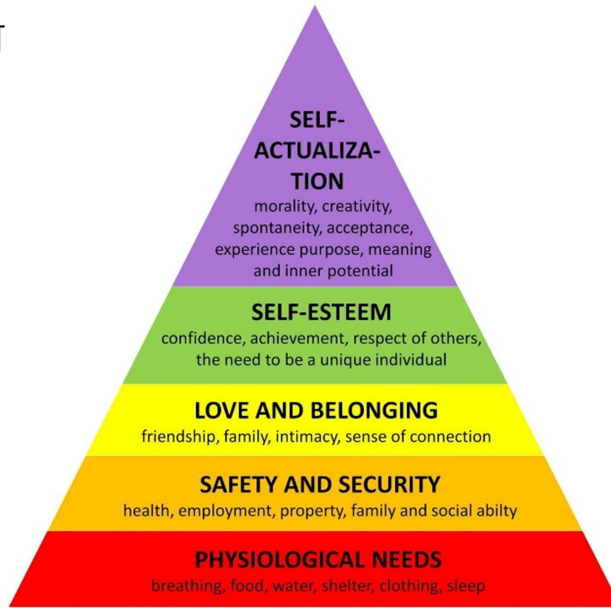 SELF-
ACTUALIZA-
TION
morality, creativity,
spontaneity, acceptance,
experience purpose, meaning
and inner potential
SELF-ESTEEM
confidence, achievement, respect of others,
the need to be a unique individual
LOVE AND BELONGING
friendship, family, intimacy, sense of connection
SAFETY AND SECURITY
health, employment, property, family and social abilty
PHYSIOLOGICAL NEEDS
breathing, food, water, shelter, clothing, sleep